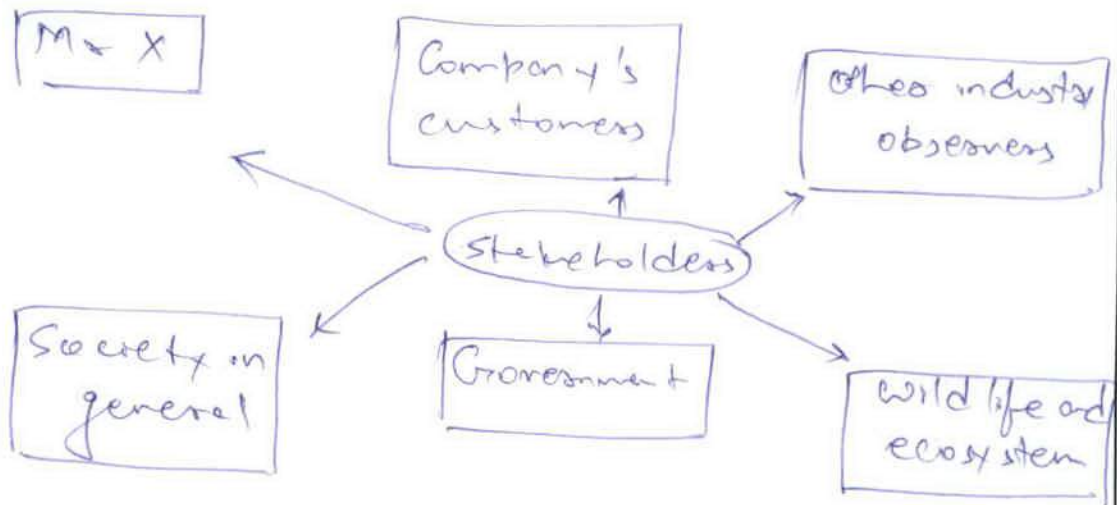 Mr X
Company's
customers
other industry
observers
Stakeholders
Society in
general
Government
wild life and
ecosystem